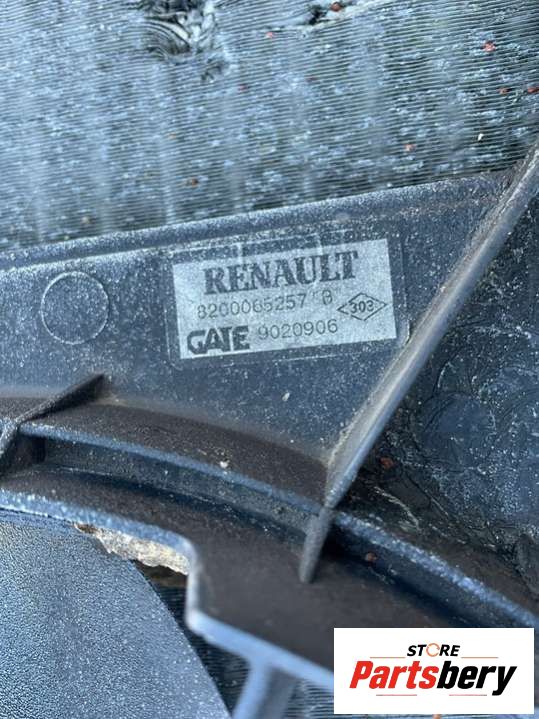 RENAULT
8200065257 B
303
GATE 9020906
STORE
Partsbery